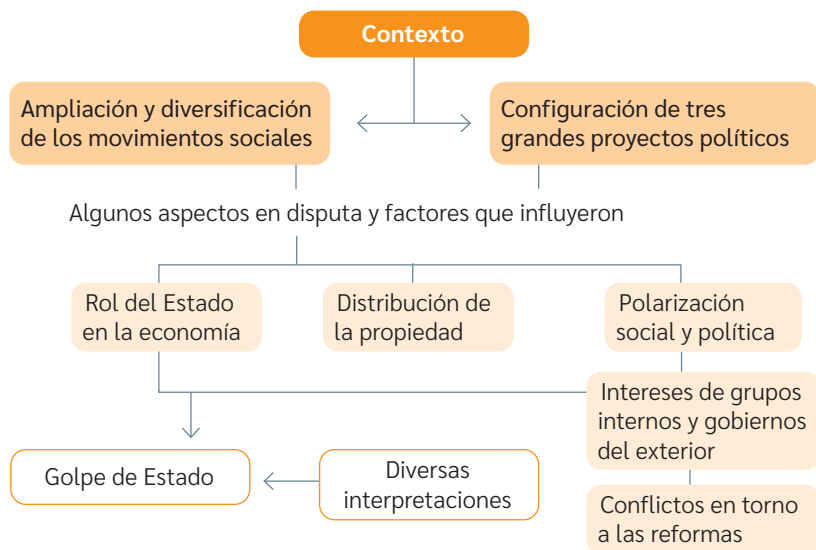 Contexto
Ampliación y diversificación
de los movimientos sociales
Configuración de tres
grandes proyectos políticos
Algunos aspectos en disputa y factores que influyeron
Rol del Estado
en la economía
Distribución de
la propiedad
Polarización
social y política
Intereses de grupos
internos y gobiernos
del exterior
Golpe de Estado
Diversas
interpretaciones
Conflictos en torno
a las reformas